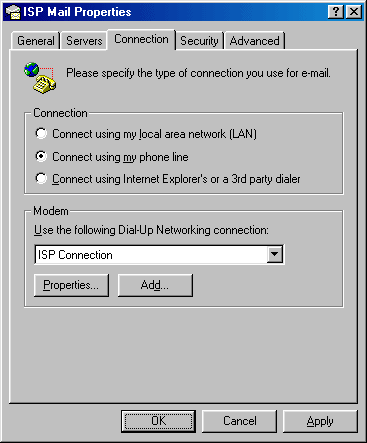 ISP Mail Properties
General Servers Connection Security Advanced
Please specify the type of connection you use for e-mail.
Connection
Connect using my local area network (LAN)
Connect using my phone line
Connect using Internet Explorer's or a 3rd party dialer
Modem
Use the following Dial-Up Networking connection:
ISP Connection
Properties... Add...
OK Cancel Apply